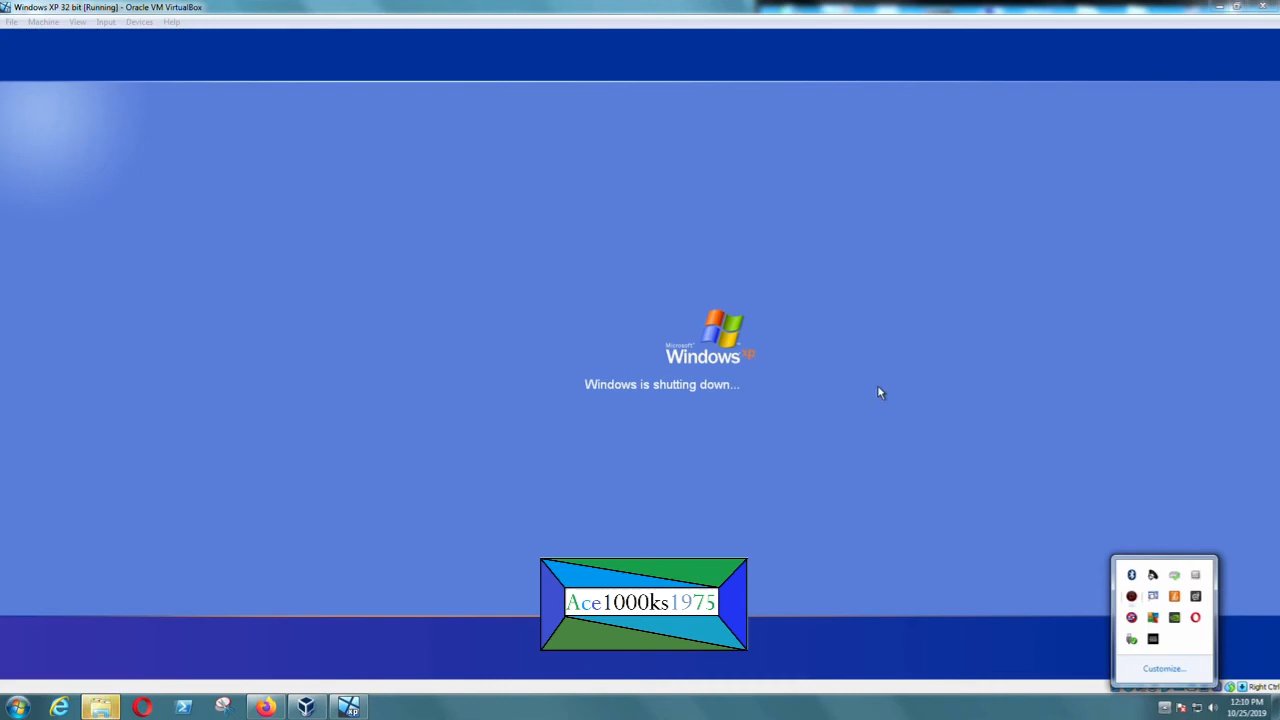 Windows XP 32 bit [Running] - Oracle VM VirtualBox
File Machine View Input Devices Help
Microsoft
Windows xp
Windows is shutting down...
Ace1000ks1975
Customize...
Right Ctrl
12:10 PM
10/25/2019